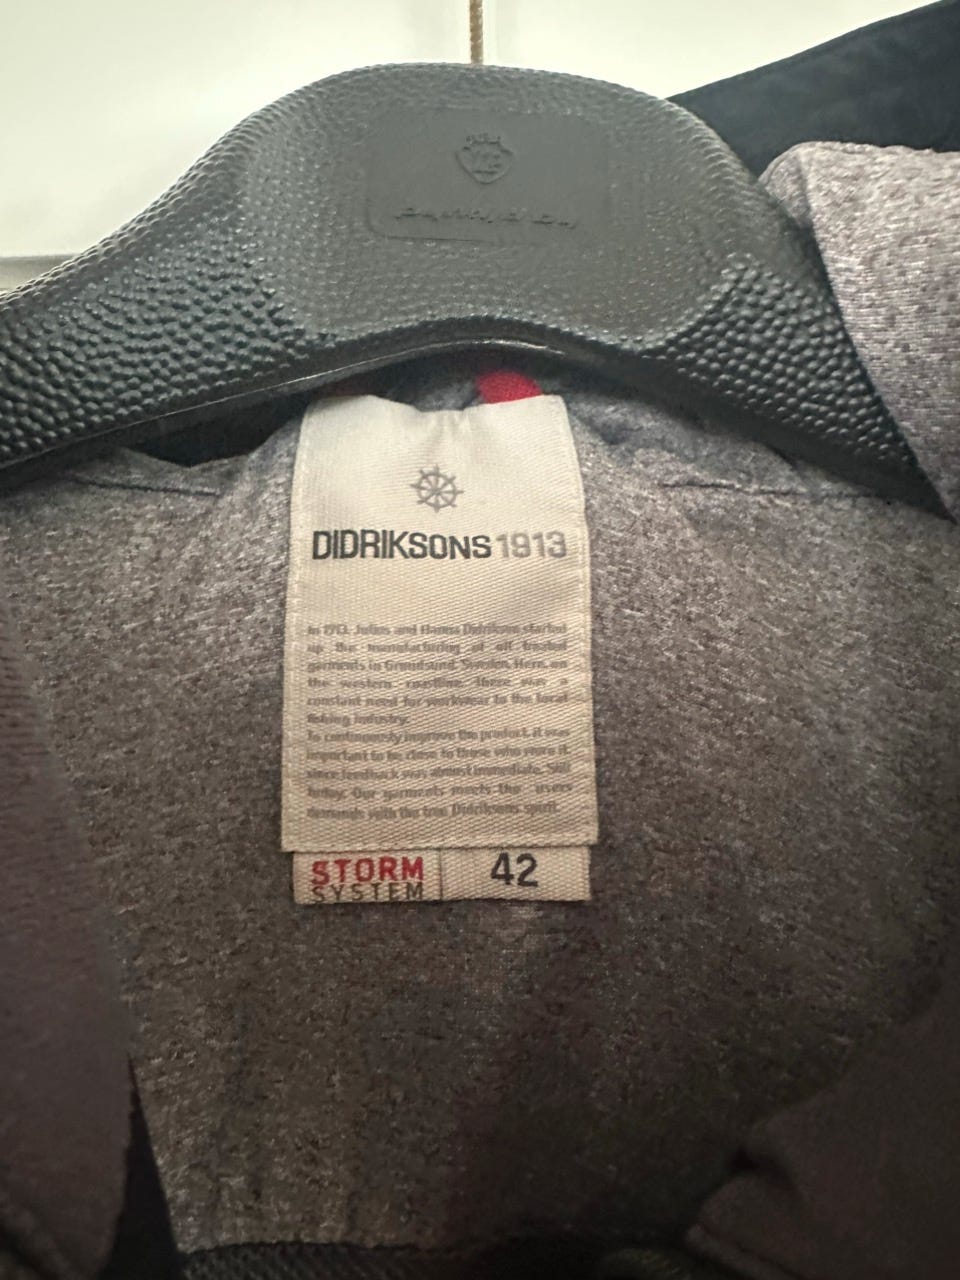 DIDRIKSONS 1913
In 1913, Julius and Hanna Didrikson started
up the manufacturing of oil treated
garments in Grundsund, Sweden. Here, on
the western coastline, there was a
constant need for workwear to the local
fishing industry.
To continuously improve the product, it was
important to be close to those who wore it,
since feedback was almost immediate. Still
today. Our garments meets the users
demands with the true Didriksons spirit.
STORM 42
SYSTEM